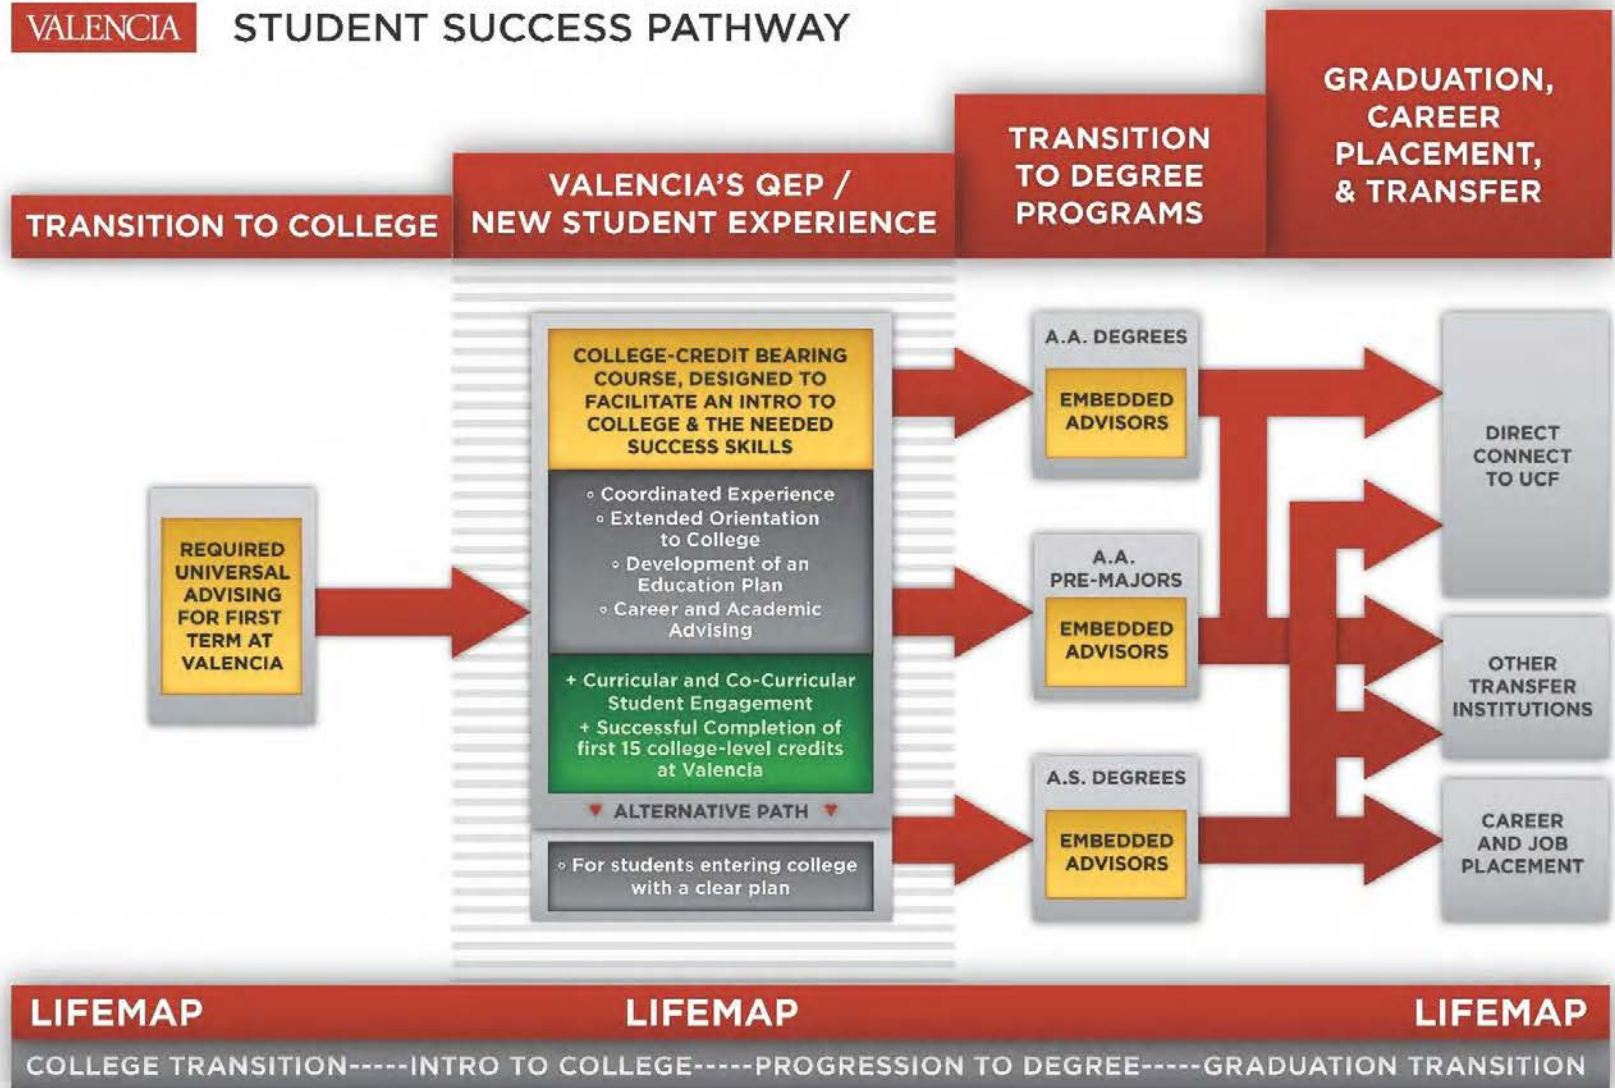 VALENCIA STUDENT SUCCESS PATHWAY
TRANSITION TO COLLEGE
VALENCIA'S QEP /
NEW STUDENT EXPERIENCE
TRANSITION
TO DEGREE
PROGRAMS
GRADUATION,
CAREER
PLACEMENT,
& TRANSFER
REQUIRED
UNIVERSAL
ADVISING
FOR FIRST
TERM AT
VALENCIA
COLLEGE-CREDIT BEARING
COURSE, DESIGNED TO
FACILITATE AN INTRO TO
COLLEGE & THE NEEDED
SUCCESS SKILLS
◦ Coordinated Experience
◦ Extended Orientation
to College
◦ Development of an
Education Plan
◦ Career and Academic
Advising
+ Curricular and Co-Curricular
Student Engagement
+ Successful Completion of
first 15 college-level credits
at Valencia
▼ ALTERNATIVE PATH ▼
◦ For students entering college
with a clear plan
A.A. DEGREES
EMBEDDED
ADVISORS
A.A.
PRE-MAJORS
EMBEDDED
ADVISORS
A.S. DEGREES
EMBEDDED
ADVISORS
DIRECT
CONNECT
TO UCF
OTHER
TRANSFER
INSTITUTIONS
CAREER
AND JOB
PLACEMENT
LIFEMAP LIFEMAP LIFEMAP
COLLEGE TRANSITION-----INTRO TO COLLEGE-----PROGRESSION TO DEGREE-----GRADUATION TRANSITION